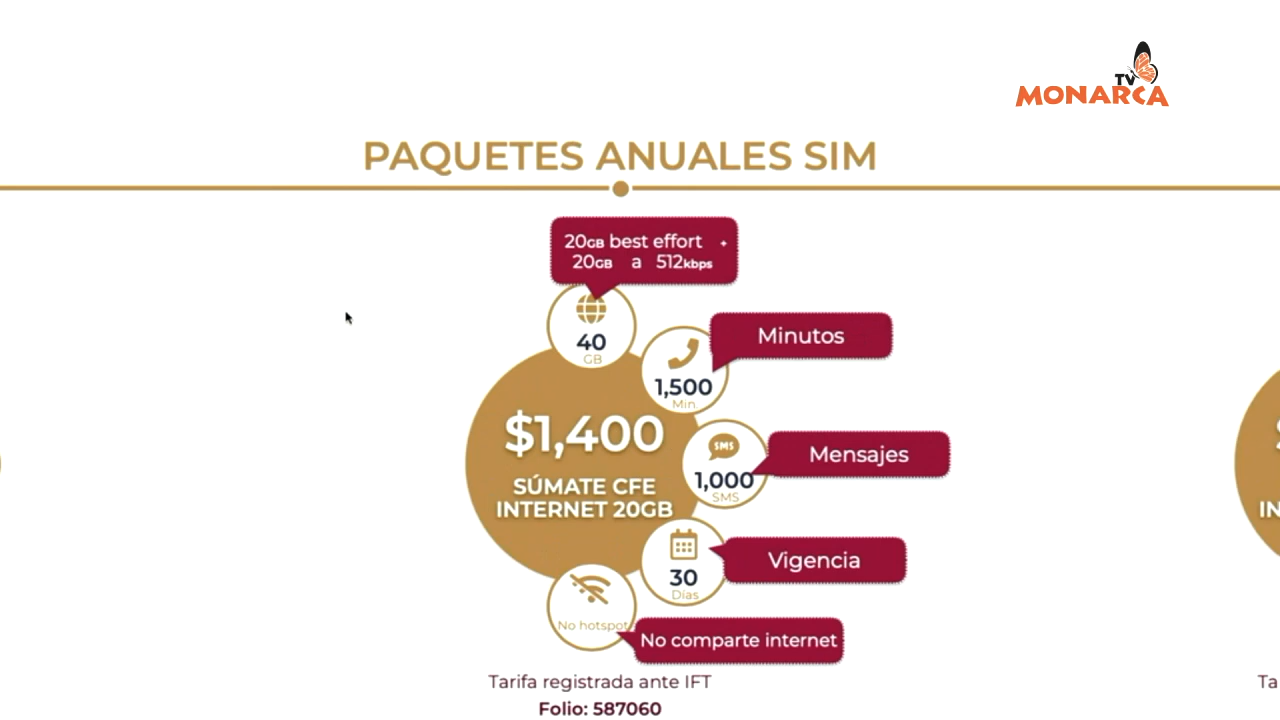 TV
MONARCA
PAQUETES ANUALES SIM
20GB best effort +
20GB a 512kbps
40
GB
Minutos
1,500
Min.
$1,400
SÚMATE CFE
INTERNET 20GB
SMS
1,000
SMS
Mensajes
30
Días
Vigencia
No hotspot
No comparte internet
Tarifa registrada ante IFT
Folio: 587060
IN
Ta